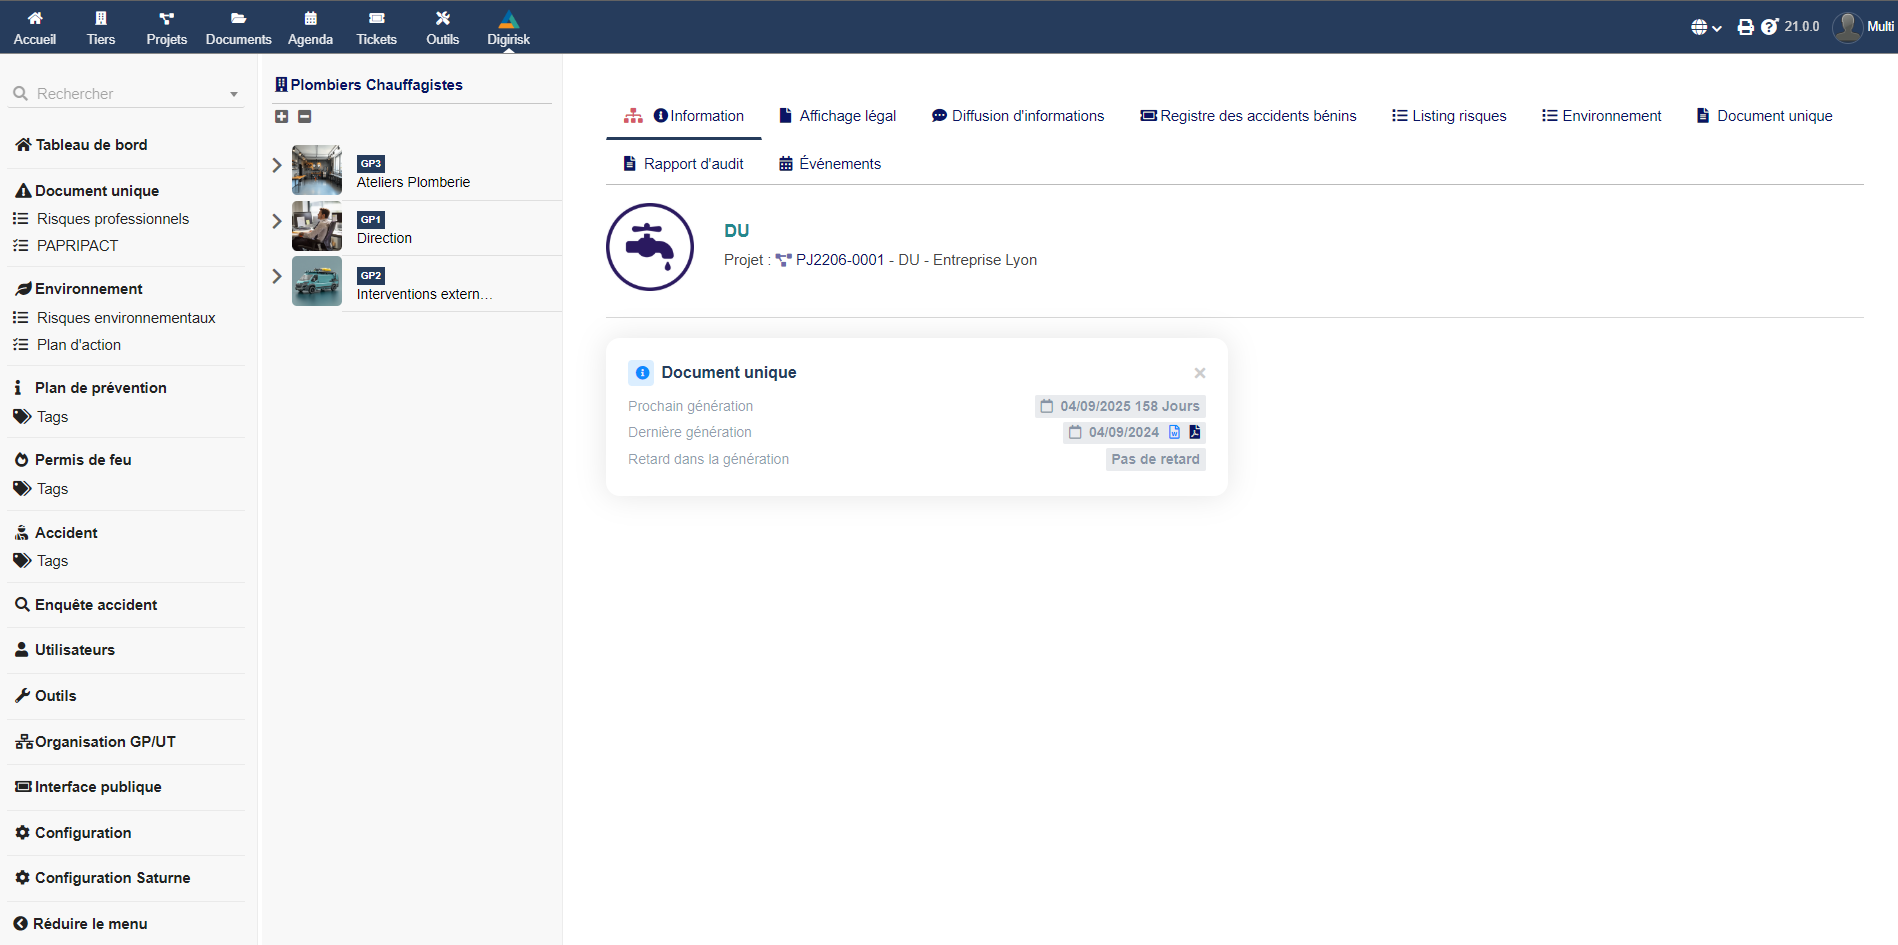 Accueil
Tiers
Projets
Documents
Agenda
Tickets
Outils
Digirisk
21.0.0
Multi
Rechercher
Tableau de bord
Document unique
Risques professionnels
PAPRIPACT
Environnement
Risques environnementaux
Plan d'action
Plan de prévention
Tags
Permis de feu
Tags
Accident
Tags
Enquête accident
Utilisateurs
Outils
Organisation GP/UT
Interface publique
Configuration
Configuration Saturne
Réduire le menu
Plombiers Chauffagistes
GP3
Ateliers Plomberie
GP1
Direction
GP2
Interventions extern…
Information
Affichage légal
Diffusion d'informations
Registre des accidents bénins
Listing risques
Environnement
Document unique
Rapport d'audit
Événements
DU
Projet : PJ2206-0001 - DU - Entreprise Lyon
Document unique
Prochain génération 04/09/2025 158 Jours
Dernière génération 04/09/2024
Retard dans la génération Pas de retard